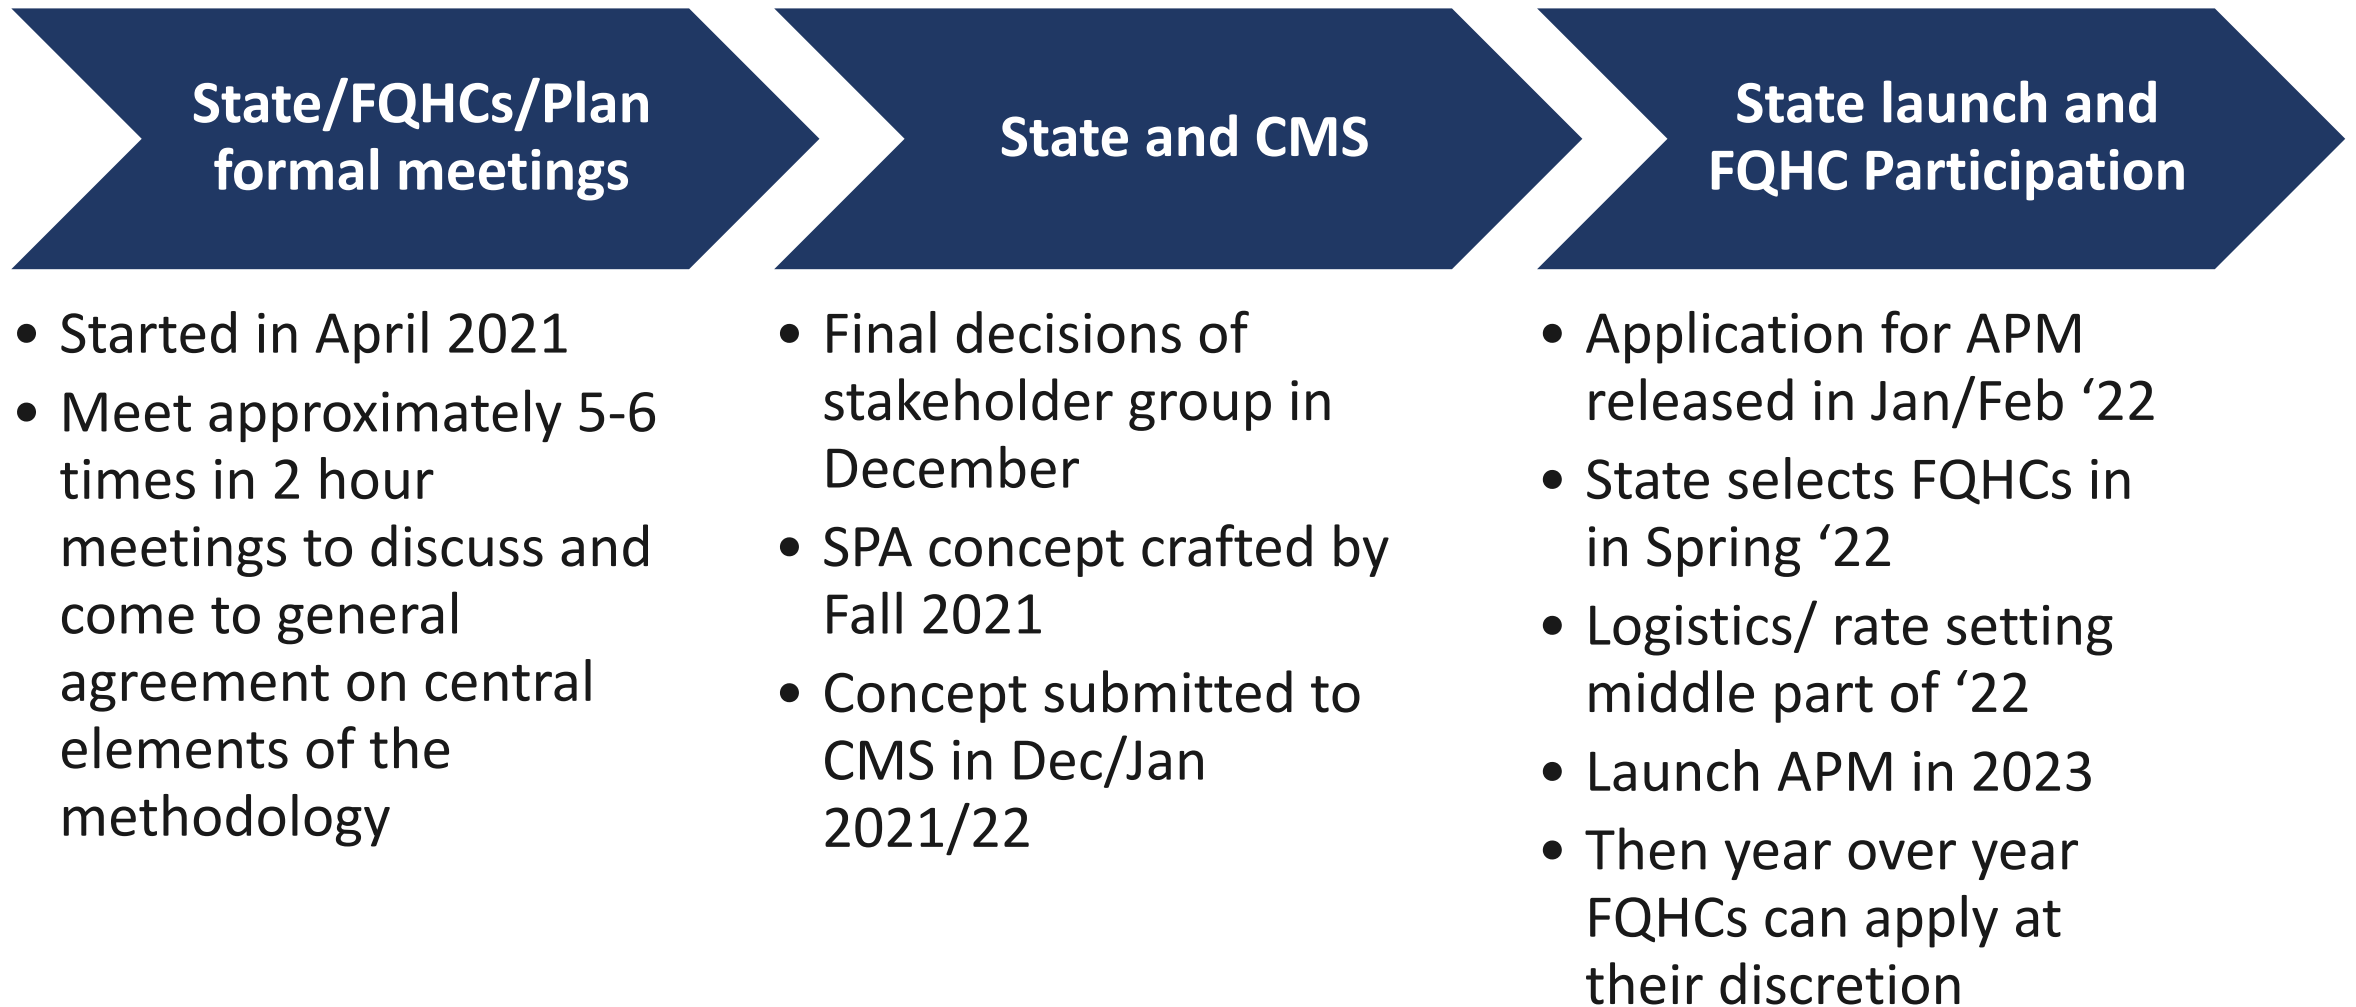 State/FQHCs/Plan
formal meetings
• Started in April 2021
• Meet approximately 5-6
times in 2 hour
meetings to discuss and
come to general
agreement on central
elements of the
methodology
State and CMS
• Final decisions of
stakeholder group in
December
• SPA concept crafted by
Fall 2021
• Concept submitted to
CMS in Dec/Jan
2021/22
State launch and
FQHC Participation
• Application for APM
released in Jan/Feb ‘22
• State selects FQHCs in
in Spring ‘22
• Logistics/ rate setting
middle part of ‘22
• Launch APM in 2023
• Then year over year
FQHCs can apply at
their discretion